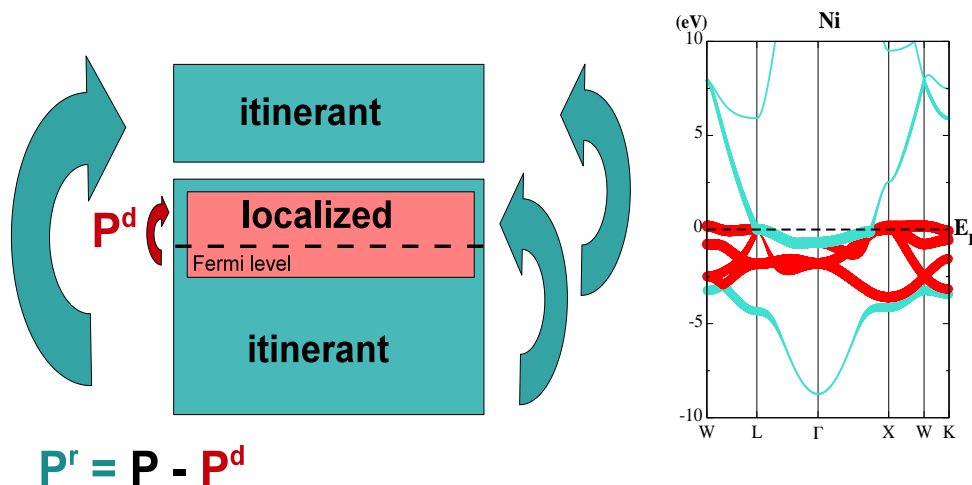 itinerant
localized
P^d
Fermi level
itinerant
P^r = P - P^d
(eV) Ni
10
5
0
-5
-10
W L Γ X W K
E